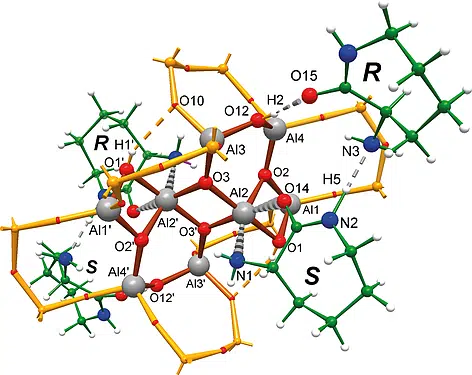 O15
R
O12
H2
O10
Al4
Al3
R
H1'
O1'
N3
O2
H5
O3
Al2
O14
Al1
Al1'
Al2'
O3'
N2
O2'
O1
S
N1
S
Al4'
Al3'
O12'